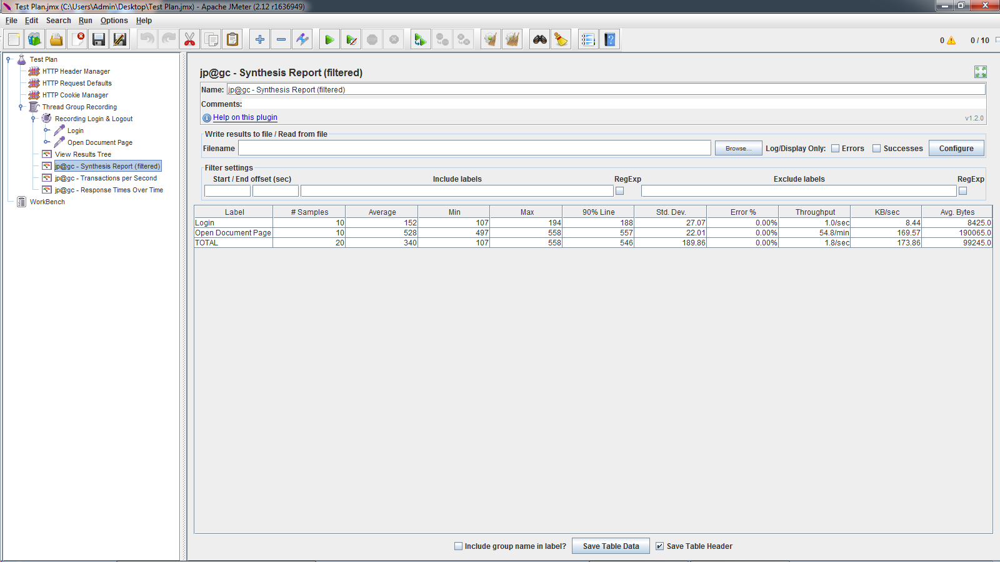 Test Plan.jmx (C:\Users\Admin\Desktop\Test Plan.jmx) - Apache JMeter (2.12 r1636949)
File Edit Search Run Options Help
0 0 / 10
Test Plan
HTTP Header Manager
HTTP Request Defaults
HTTP Cookie Manager
Thread Group Recording
Recording Login & Logout
Login
Open Document Page
View Results Tree
jp@gc - Synthesis Report (filtered)
jp@gc - Transactions per Second
jp@gc - Response Times Over Time
WorkBench
jp@gc - Synthesis Report (filtered)
Name: jp@gc - Synthesis Report (filtered)
Comments:
Help on this plugin v1.2.0
Write results to file / Read from file
Filename Browse... Log/Display Only: Errors Successes Configure
Filter settings
Start / End offset (sec) Include labels RegExp Exclude labels RegExp
Label # Samples Average Min Max 90% Line Std. Dev. Error % Throughput KB/sec Avg. Bytes
Login 10 152 107 194 188 27.07 0.00% 1.0/sec 8.44 8425.0
Open Document Page 10 528 497 558 557 22.01 0.00% 54.8/min 169.57 190065.0
TOTAL 20 340 107 558 546 189.86 0.00% 1.8/sec 173.86 99245.0
Include group name in label? Save Table Data Save Table Header